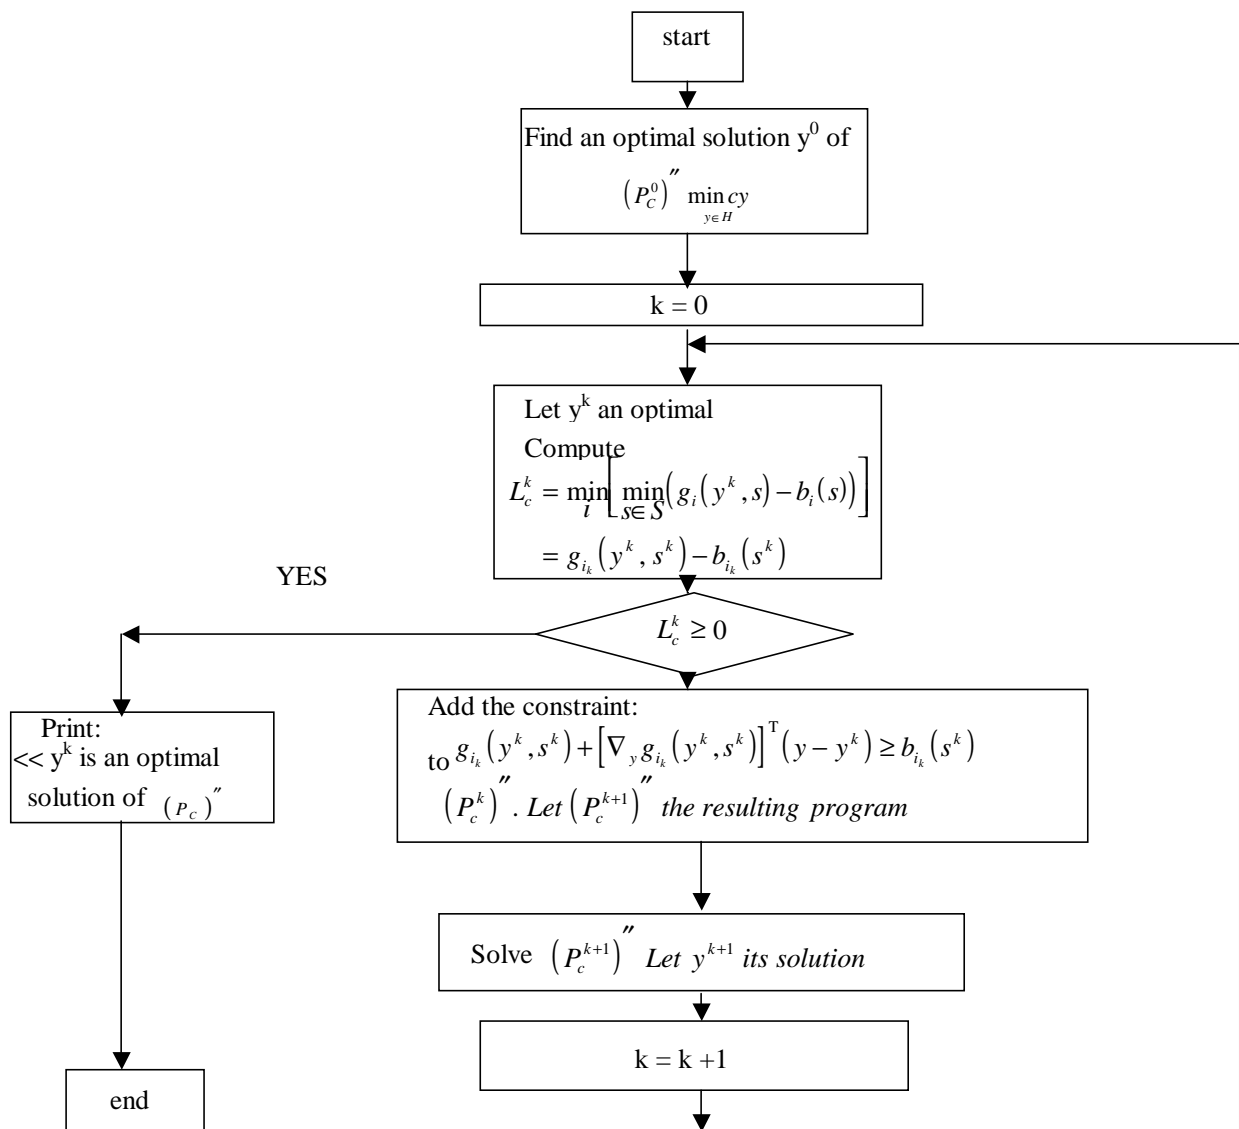 start
Find an optimal solution y⁰ of
(P_C^0)″ min cy
y∈H
k = 0
Let yᵏ an optimal
Compute
L_c^k = min_i [min_{s∈S} (g_i(y^k, s) − b_i(s))]
= g_{i_k}(y^k, s^k) − b_{i_k}(s^k)
YES
L_c^k ≥ 0
Print:
<< yᵏ is an optimal
solution of (P_C)″
Add the constraint:
to g_{i_k}(y^k, s^k) + [∇_y g_{i_k}(y^k, s^k)]^T (y − y^k) ≥ b_{i_k}(s^k)
(P_c^k)″. Let (P_c^{k+1})″ the resulting program
Solve (P_c^{k+1})″ Let y^{k+1} its solution
k = k +1
end